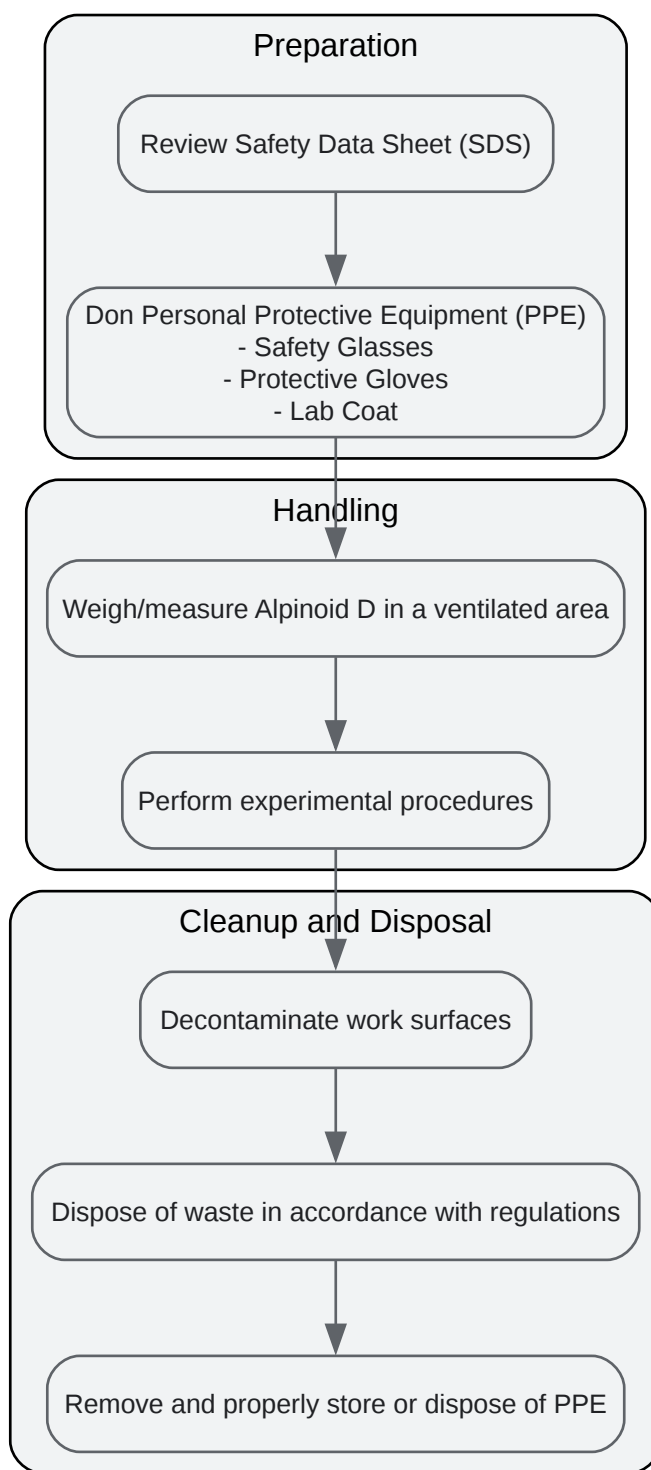 Preparation
Review Safety Data Sheet (SDS)
Don Personal Protective Equipment (PPE)
- Safety Glasses
- Protective Gloves
- Lab Coat
Handling
Weigh/measure Alpinoid D in a ventilated area
Perform experimental procedures
Cleanup and Disposal
Decontaminate work surfaces
Dispose of waste in accordance with regulations
Remove and properly store or dispose of PPE